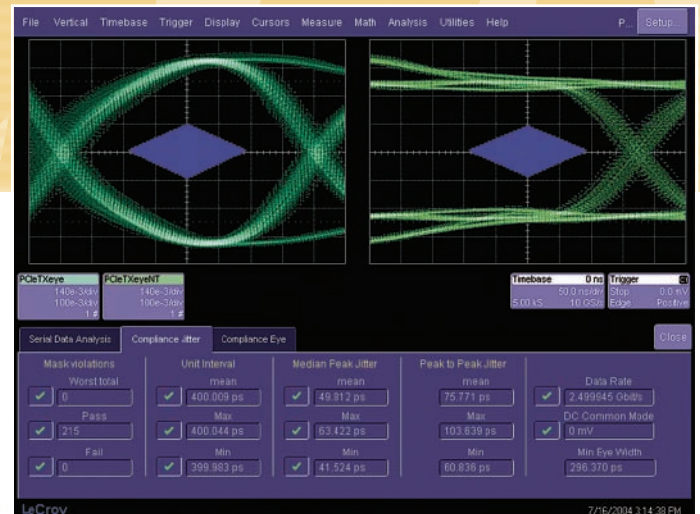 File Vertical Timebase Trigger Display Cursors Measure Math Analysis Utilities Help P... Setup...
PCIeTXeye PCIeTXeyeNT
140e-3/div 140e-3/div
100e-3/div 100e-3/div
1 # 1 #
Timebase 0 ns Trigger C1
50.0 ns/div Stop 0.0 mV
5.00 kS 10 GS/s Edge Positive
Serial Data Analysis Compliance Jitter Compliance Eye Close
Mask violations Unit Interval Median Peak Jitter Peak to Peak Jitter
Worst total mean mean mean Data Rate
0 400.009 ps 49.812 ps 75.771 ps 2.499945 Gbit/s
Pass Max Max Max DC Common Mode
215 400.044 ps 63.422 ps 103.639 ps 0 mV
Fail Min Min Min Min Eye Width
0 399.983 ps 41.524 ps 60.836 ps 296.370 ps
LeCroy 7/16/2004 3:14:38 PM